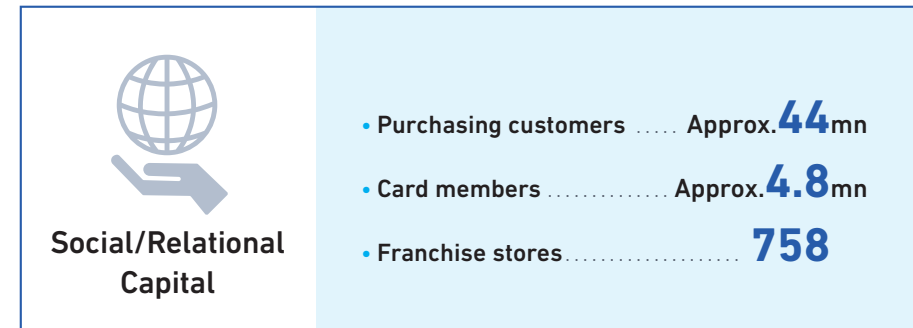 Social/Relational
Capital
• Purchasing customers ..... Approx.44mn
• Card members .............. Approx.4.8mn
• Franchise stores.................... 758